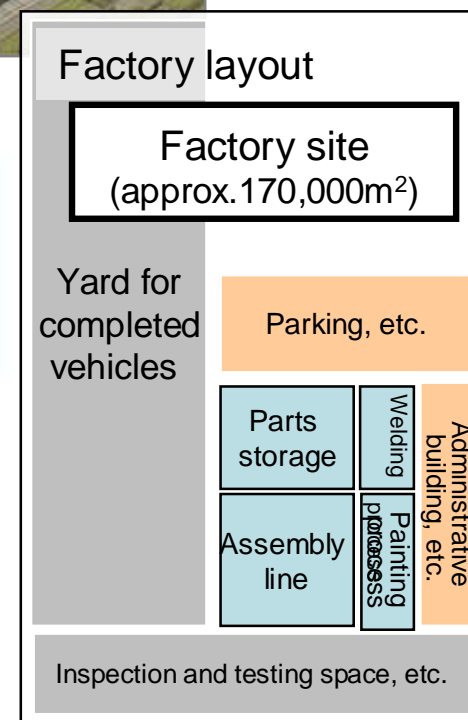 Factory layout
Factory site
(approx.170,000m²)
Yard for
completed
vehicles
Parking, etc.
Parts
storage
Welding
Administrative
building, etc.
Assembly
line
Painting
process
Inspection and testing space, etc.